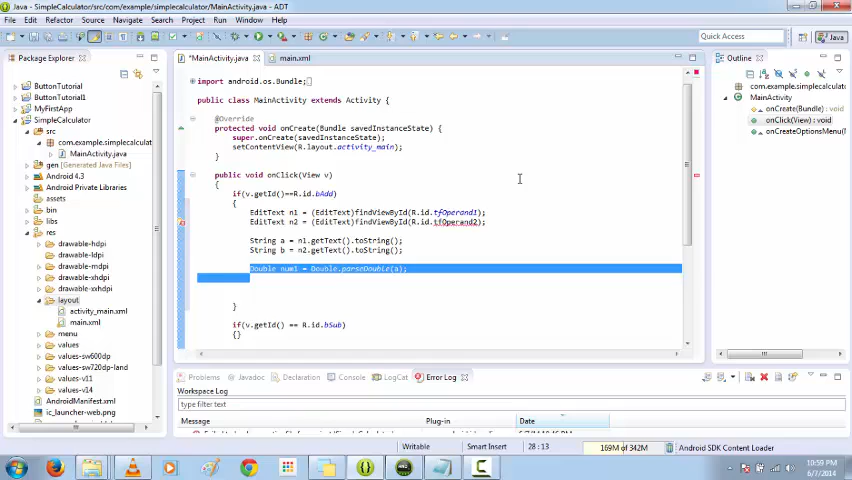 Java - SimpleCalculator/src/com/example/simplecalculator/MainActivity.java - ADT
File Edit Refactor Source Navigate Search Project Run Window Help
Quick Access
Java
Package Explorer
*MainActivity.java
main.xml
Outline
ButtonTutorial
ButtonTutorial1
MyFirstApp
SimpleCalculator
src
com.example.simplecalculat
MainActivity.java
gen [Generated Java Files]
Android 4.3
Android Private Libraries
assets
bin
libs
res
drawable-hdpi
drawable-ldpi
drawable-mdpi
drawable-xhdpi
drawable-xxhdpi
layout
activity_main.xml
main.xml
menu
values
values-sw600dp
values-sw720dp-land
values-v11
values-v14
AndroidManifest.xml
ic_launcher-web.png
import android.os.Bundle;
public class MainActivity extends Activity {
@Override
protected void onCreate(Bundle savedInstanceState) {
super.onCreate(savedInstanceState);
setContentView(R.layout.activity_main);
}
public void onClick(View v)
{
if(v.getId()==R.id.bAdd)
{
EditText n1 = (EditText)findViewById(R.id.tfOperand1);
EditText n2 = (EditText)findViewById(R.id.tfOperand2);
String a = n1.getText().toString();
String b = n2.getText().toString();
Double num1 = Double.parseDouble(a);
}
if(v.getId() == R.id.bSub)
{}
com.example.simplecalculat
MainActivity
onCreate(Bundle) : void
onClick(View) : void
onCreateOptionsMenu(
Problems
Javadoc
Declaration
Console
LogCat
Error Log
Workspace Log
type filter text
Message
Plug-in
Date
Writable
Smart Insert
28 : 13
169M of 342M
Android SDK Content Loader
10:59 PM
6/7/2014